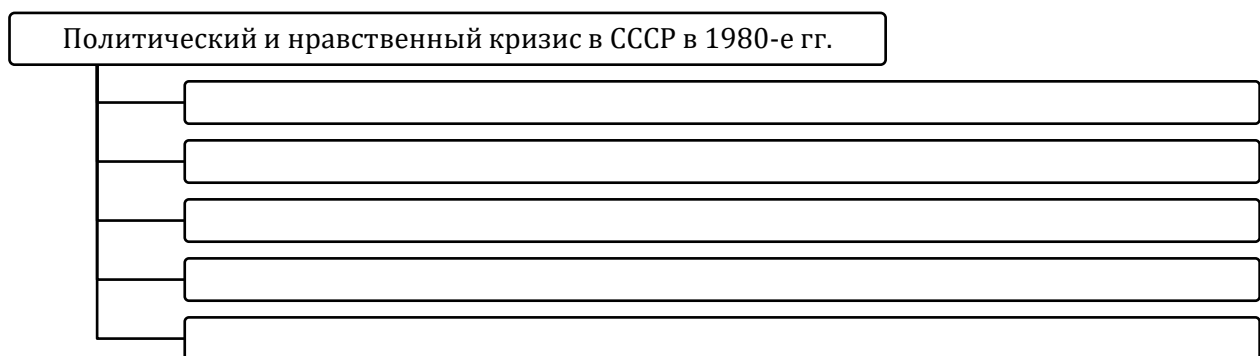 Политический и нравственный кризис в СССР в 1980-е гг.